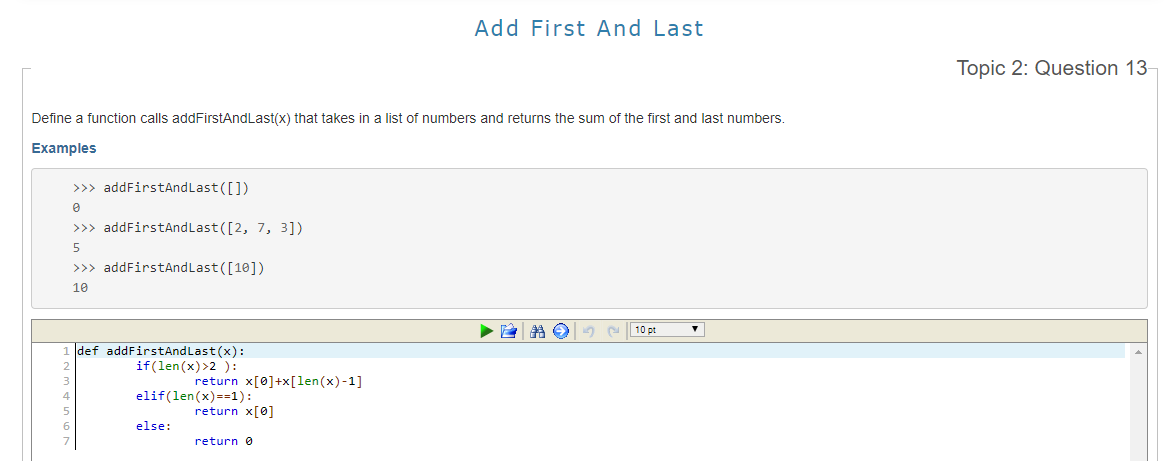 Add First And Last
Topic 2: Question 13
Define a function calls addFirstAndLast(x) that takes in a list of numbers and returns the sum of the first and last numbers.
Examples
>>> addFirstAndLast([])
0
>>> addFirstAndLast([2, 7, 3])
5
>>> addFirstAndLast([10])
10
10 pt
1 def addFirstAndLast(x):
2 if(len(x)>2 ):
3 return x[0]+x[len(x)-1]
4 elif(len(x)==1):
5 return x[0]
6 else:
7 return 0